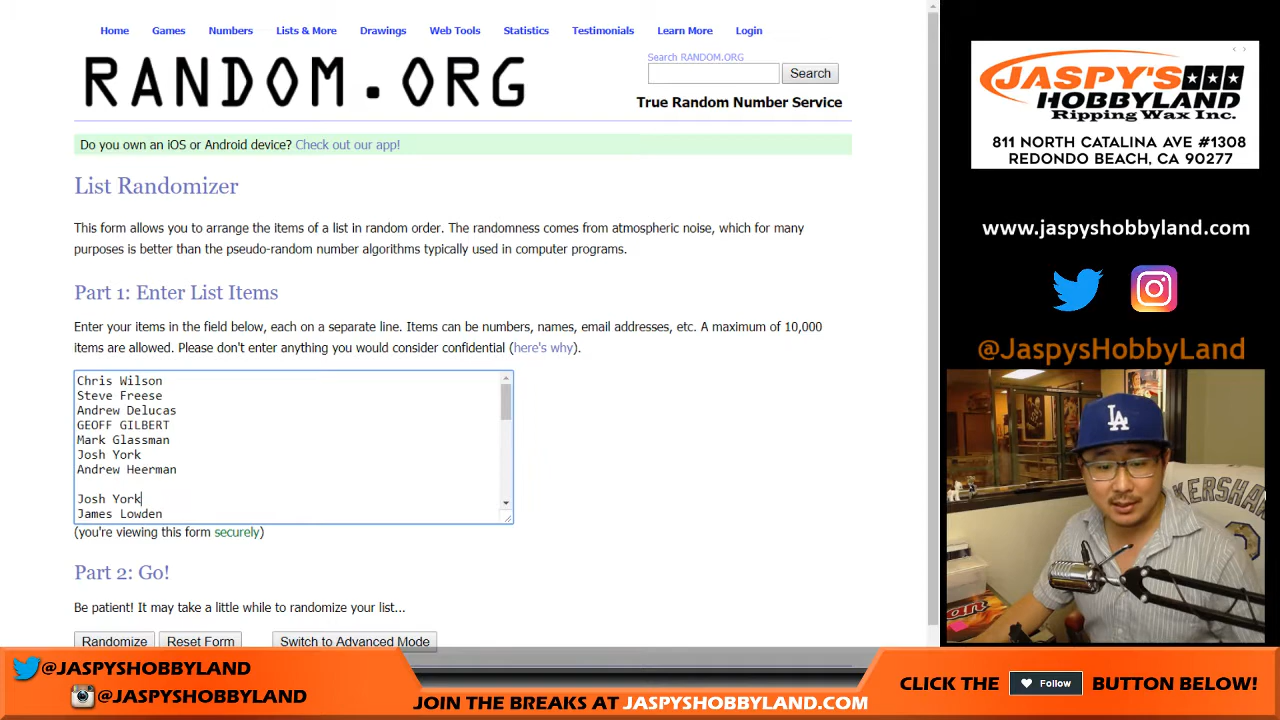 Home Games Numbers Lists & More Drawings Web Tools Statistics Testimonials Learn More Login
RANDOM.ORG
Search RANDOM.ORG
Search
True Random Number Service
Do you own an iOS or Android device? Check out our app!
List Randomizer
This form allows you to arrange the items of a list in random order. The randomness comes from atmospheric noise, which for many
purposes is better than the pseudo-random number algorithms typically used in computer programs.
Part 1: Enter List Items
Enter your items in the field below, each on a separate line. Items can be numbers, names, email addresses, etc. A maximum of 10,000
items are allowed. Please don't enter anything you would consider confidential (here's why).
Chris Wilson
Steve Freese
Andrew Delucas
GEOFF GILBERT
Mark Glassman
Josh York
Andrew Heerman
Josh York
James Lowden
(you're viewing this form securely)
Part 2: Go!
Be patient! It may take a little while to randomize your list...
Randomize Reset Form Switch to Advanced Mode
JASPY'S
HOBBYLAND
Ripping Wax Inc.
811 NORTH CATALINA AVE #1308
REDONDO BEACH, CA 90277
www.jaspyshobbyland.com
@JaspysHobbyLand
LA
KERSHA
@JASPYSHOBBYLAND
@JASPYSHOBBYLAND
JOIN THE BREAKS AT JASPYSHOBBYLAND.COM
CLICK THE Follow BUTTON BELOW!